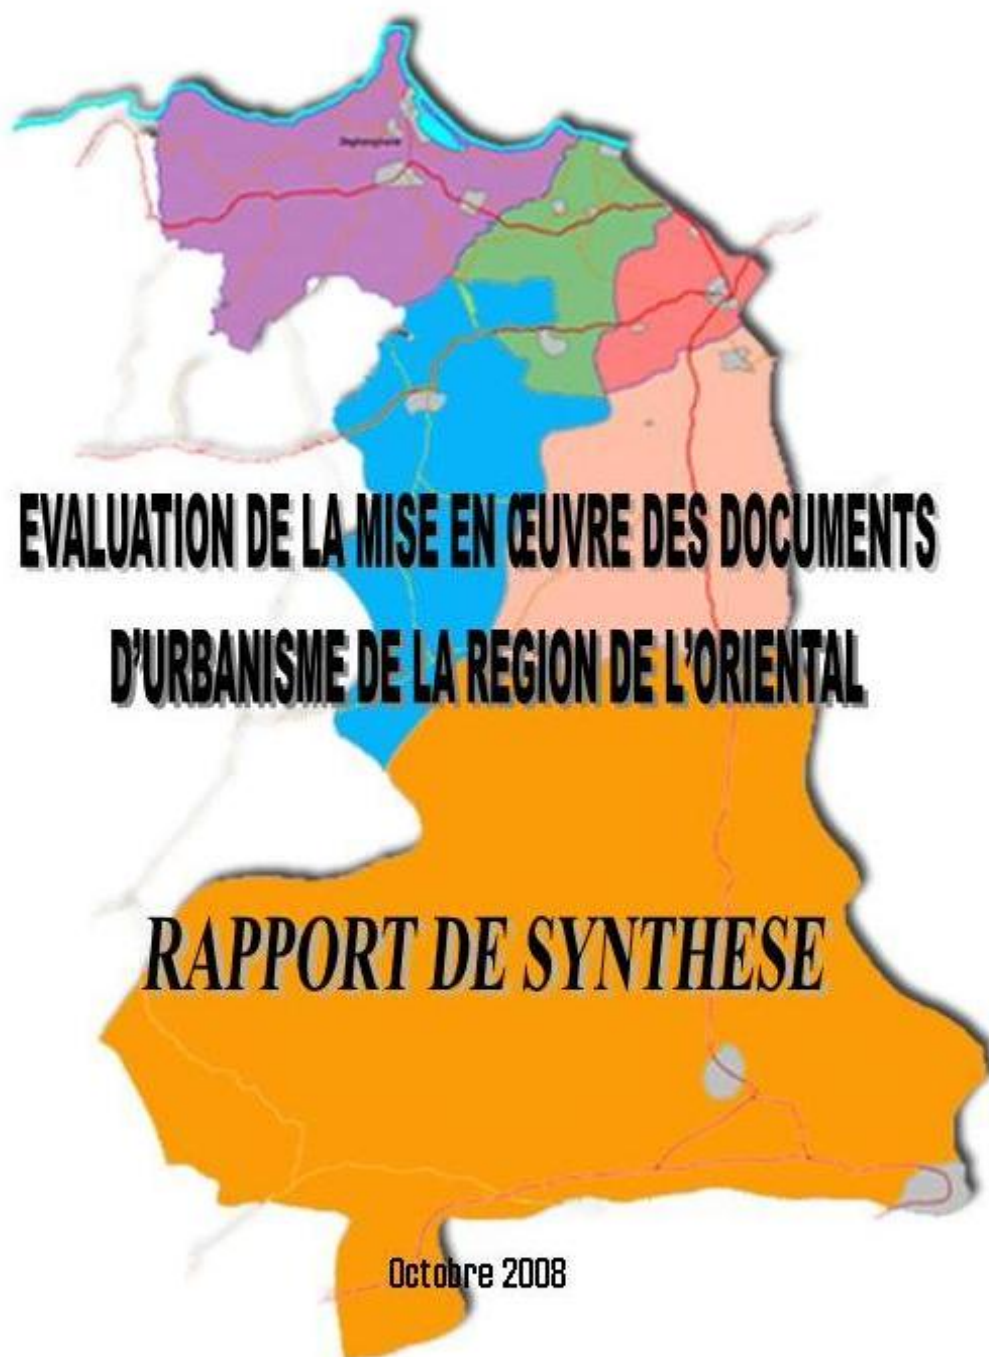 EVALUATION DE LA MISE EN ŒUVRE DES DOCUMENTS
D'URBANISME DE LA REGION DE L'ORIENTAL
RAPPORT DE SYNTHESE
Octobre 2008